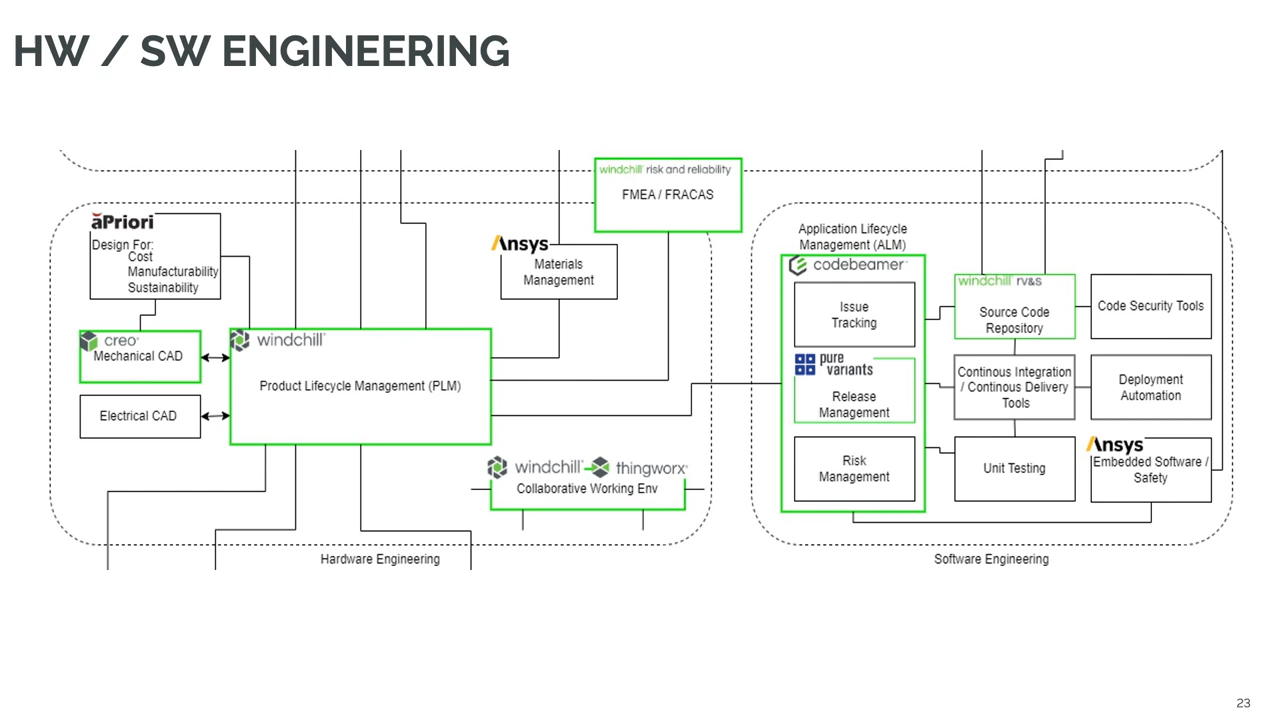 HW / SW ENGINEERING
windchill risk and reliability
FMEA / FRACAS
aPriori
Design For:
Cost
Manufacturability
Sustainability
Ansys
Materials
Management
creo
Mechanical CAD
windchill
Product Lifecycle Management (PLM)
Electrical CAD
windchill thingworx
Collaborative Working Env
Hardware Engineering
Application Lifecycle
Management (ALM)
codebeamer
Issue
Tracking
pure
variants
Release
Management
Risk
Management
windchill rv&s
Source Code
Repository
Code Security Tools
Continous Integration
/ Continous Delivery
Tools
Deployment
Automation
Unit Testing
Ansys
Embedded Software /
Safety
Software Engineering
23